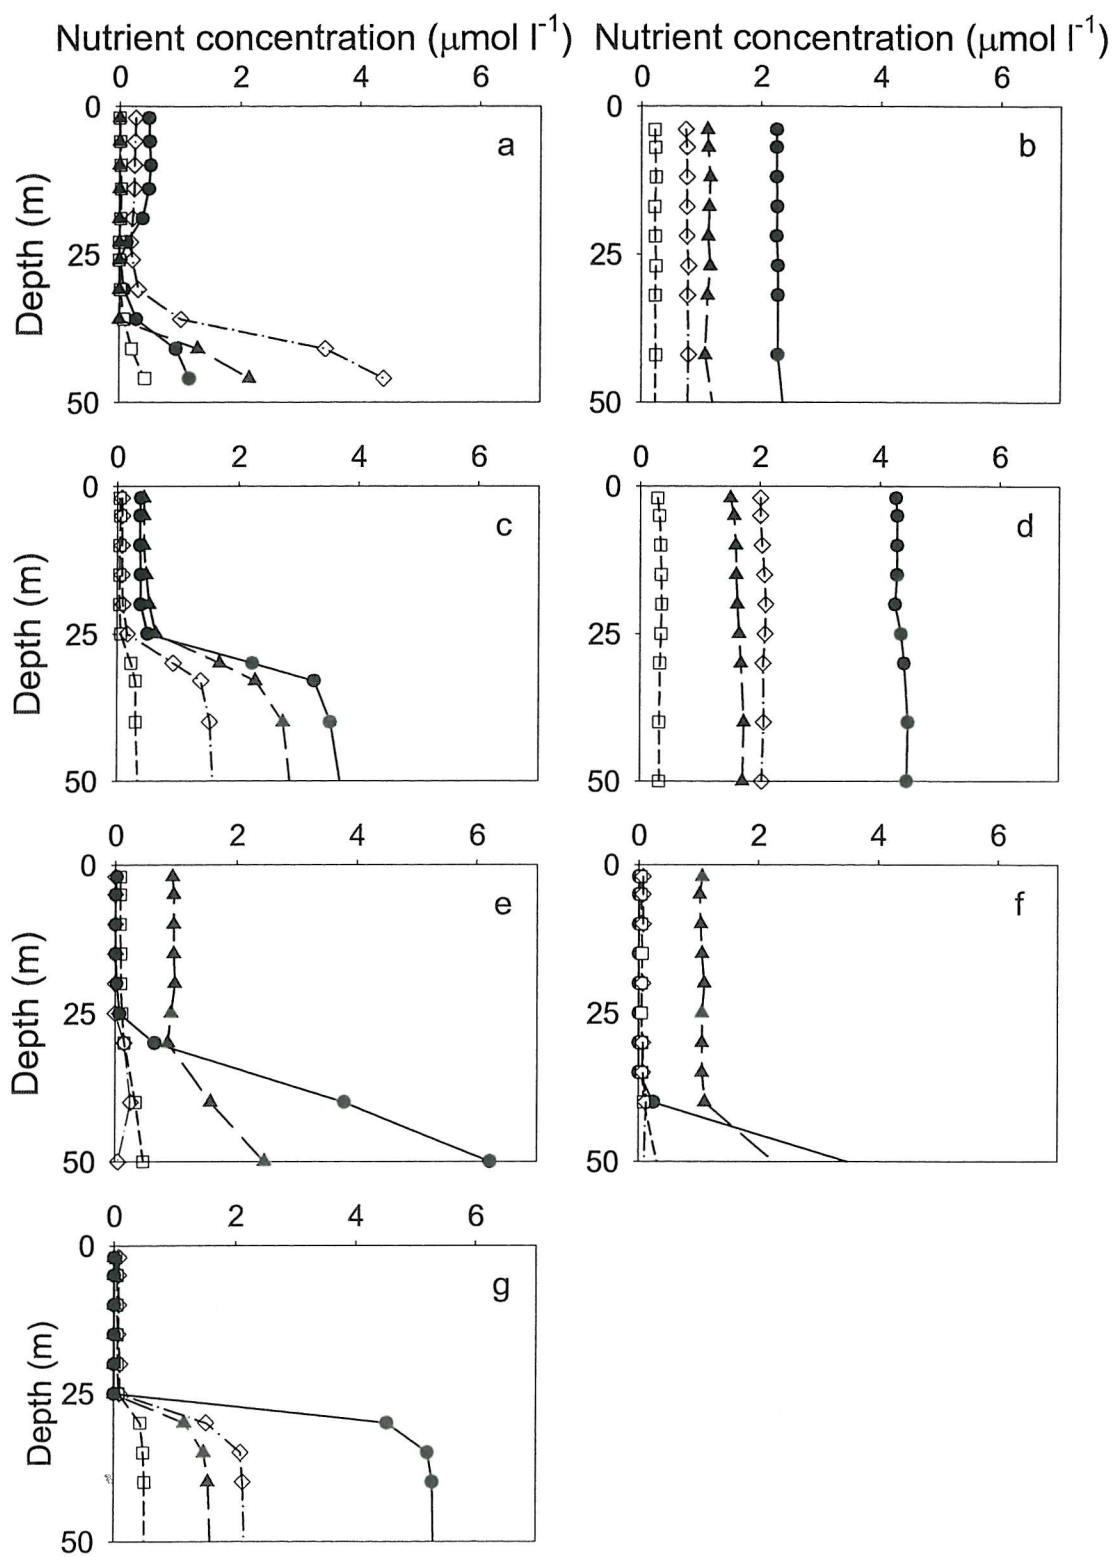 Nutrient concentration (μmol l⁻¹) Nutrient concentration (μmol l⁻¹)
0 2 4 6 0 2 4 6
0 25 50 Depth (m) a
0 25 50 b
0 2 4 6 0 2 4 6
0 25 50 Depth (m) c
0 25 50 d
0 2 4 6 0 2 4 6
0 25 50 Depth (m) e
0 25 50 f
0 2 4 6
0 25 50 Depth (m) g